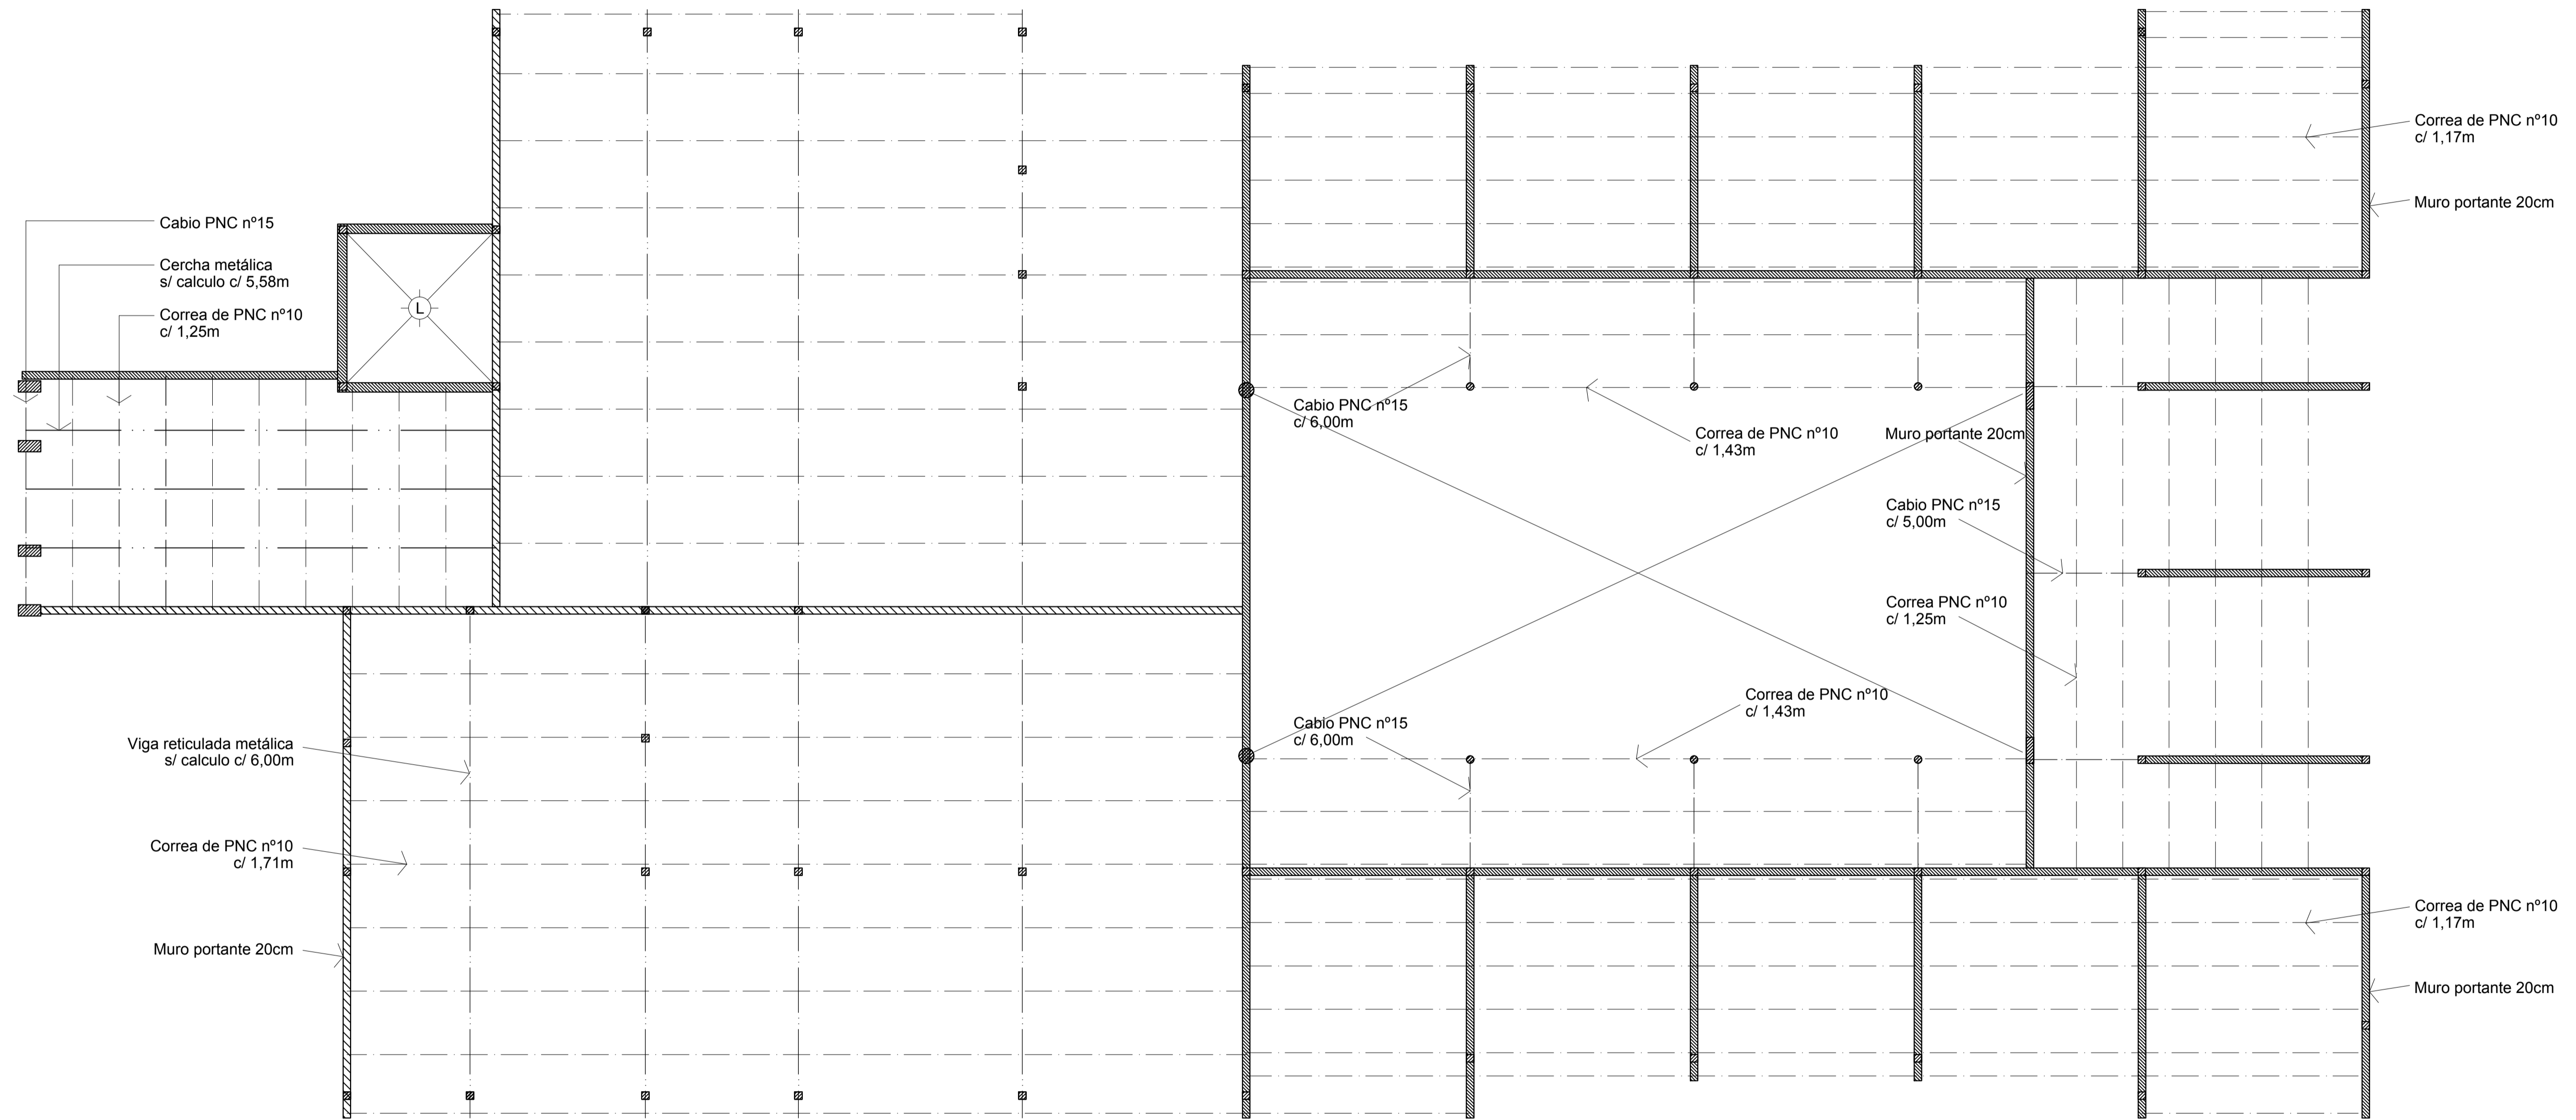 Correa de PNC nº10
c/ 1,17m
Muro portante 20cm
Cabio PNC nº15
Cercha metálica
s/ calculo c/ 5,58m
Correa de PNC nº10
c/ 1,25m
L
Cabio PNC nº15
c/ 6,00m
Correa de PNC nº10
c/ 1,43m
Muro portante 20cm
Cabio PNC nº15
c/ 5,00m
Correa PNC nº10
c/ 1,25m
Correa de PNC nº10
c/ 1,43m
Cabio PNC nº15
c/ 6,00m
Viga reticulada metálica
s/ calculo c/ 6,00m
Correa de PNC nº10
c/ 1,71m
Muro portante 20cm
Correa de PNC nº10
c/ 1,17m
Muro portante 20cm